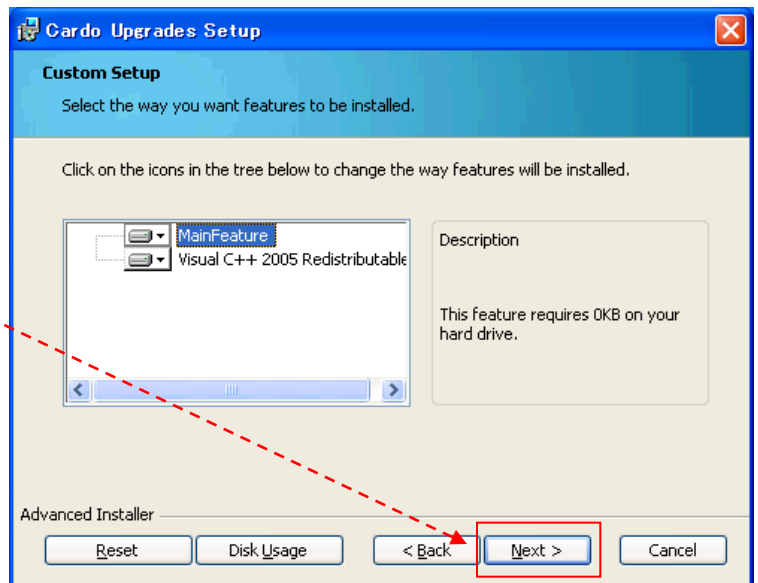 Cardo Upgrades Setup
Custom Setup
Select the way you want features to be installed.
Click on the icons in the tree below to change the way features will be installed.
MainFeature
Visual C++ 2005 Redistributable
Description
This feature requires 0KB on your
hard drive.
Advanced Installer
Reset
Disk Usage
< Back
Next >
Cancel